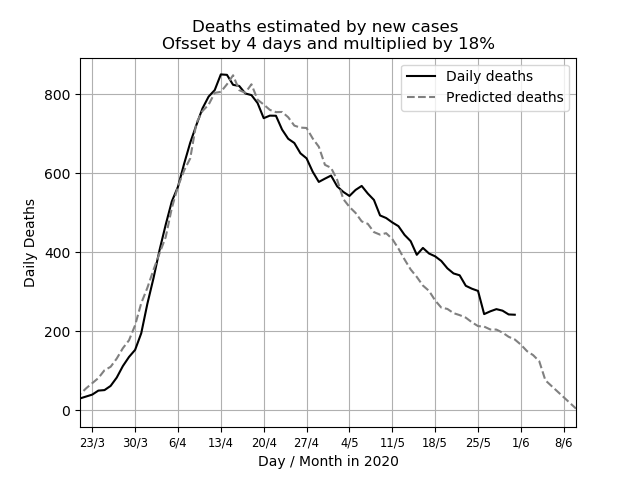 Deaths estimated by new cases
Ofsset by 4 days and multiplied by 18%
Daily deaths
Predicted deaths
Daily Deaths
800
600
400
200
0
23/3 30/3 6/4 13/4 20/4 27/4 4/5 11/5 18/5 25/5 1/6 8/6
Day / Month in 2020